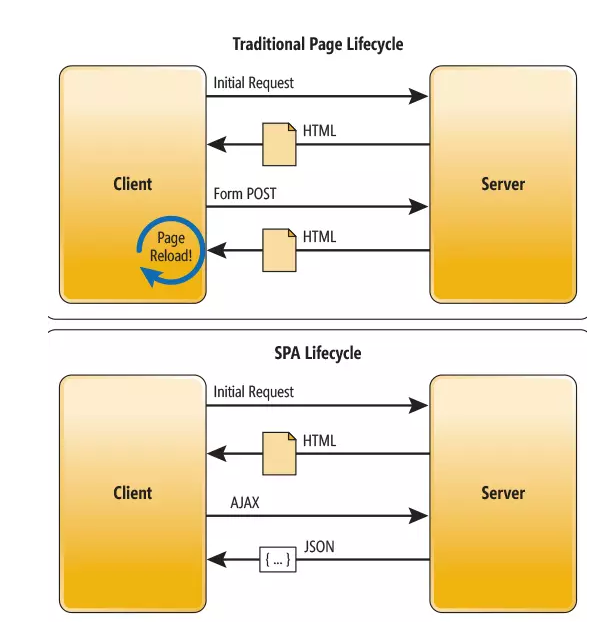 Traditional Page Lifecycle
Initial Request
HTML
Client
Server
Form POST
HTML
Page
Reload!
SPA Lifecycle
Initial Request
HTML
Client
Server
AJAX
JSON
{ ... }